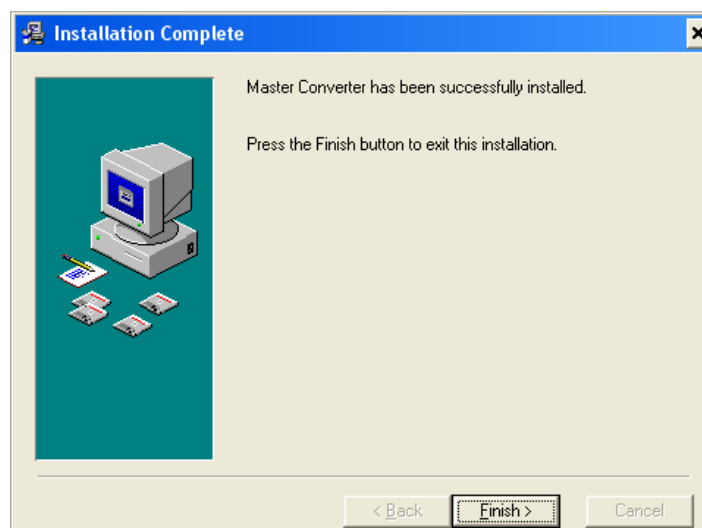 Installation Complete
Master Converter has been successfully installed.
Press the Finish button to exit this installation.
< Back
Finish >
Cancel